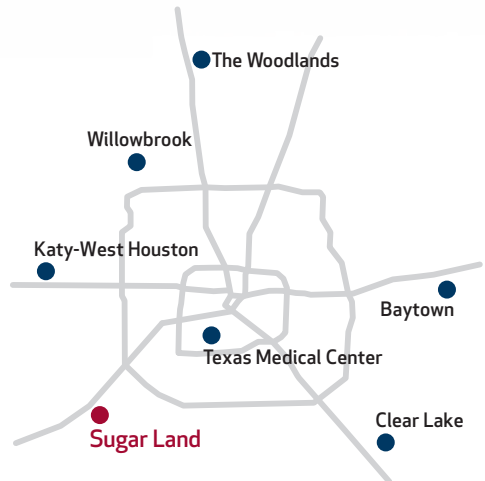 The Woodlands
Willowbrook
Katy-West Houston
Baytown
Texas Medical Center
Clear Lake
Sugar Land